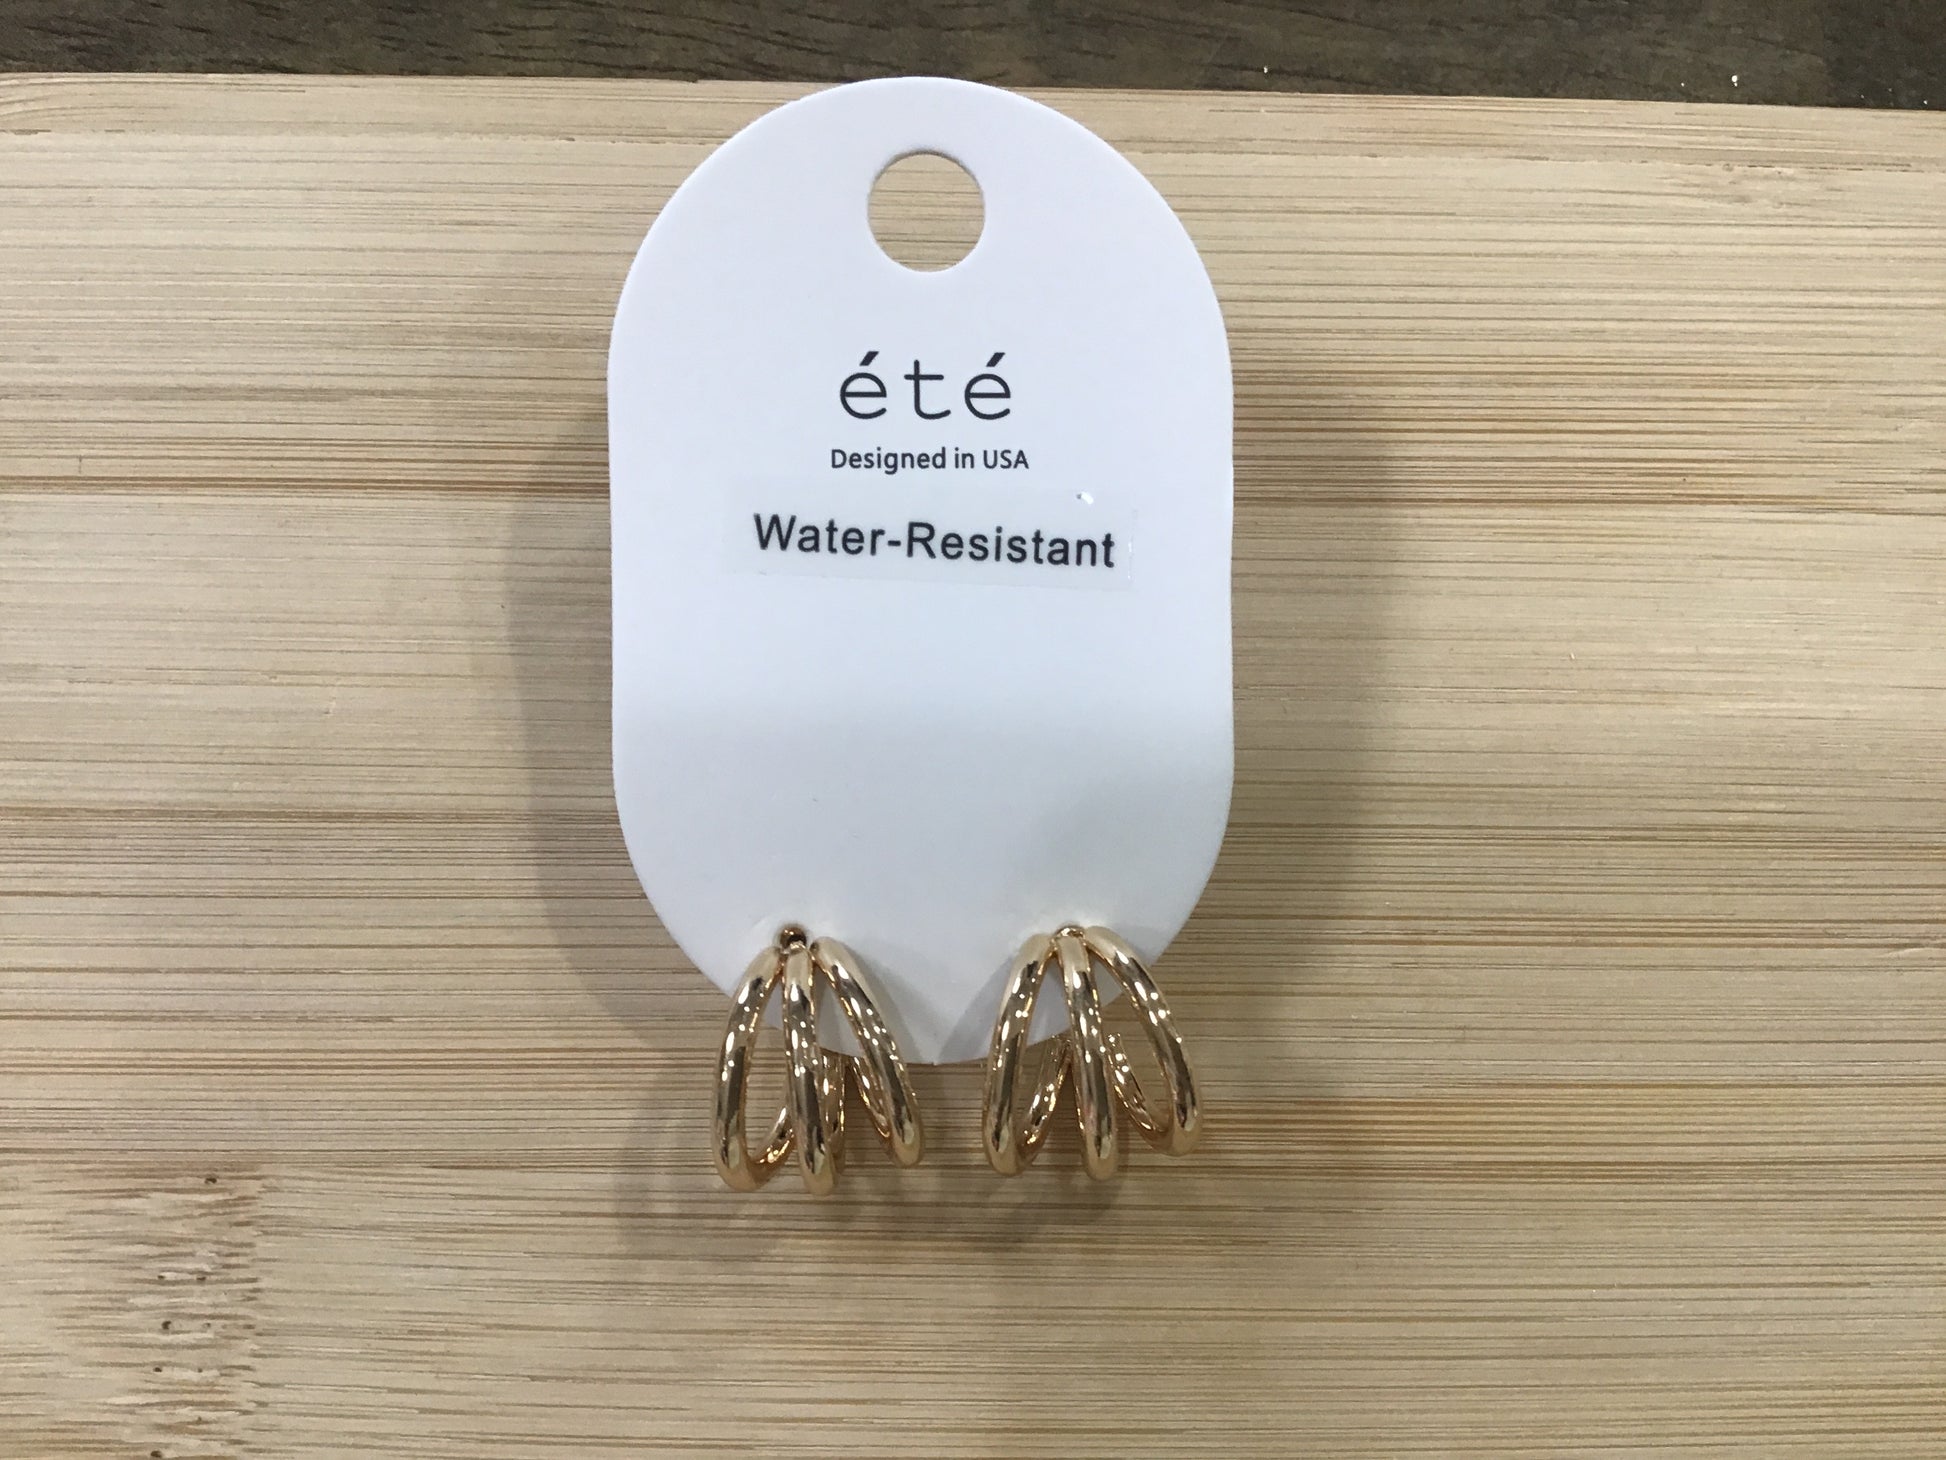 été
Designed in USA
Water-Resistant